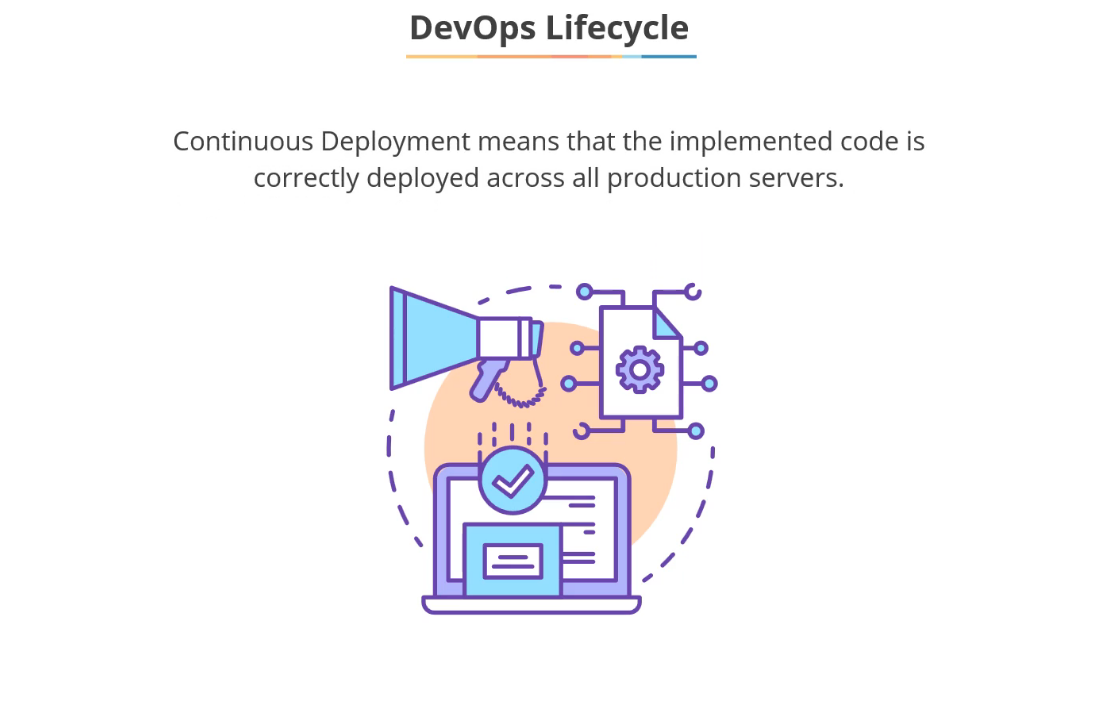 DevOps Lifecycle
Continuous Deployment means that the implemented code is
correctly deployed across all production servers.